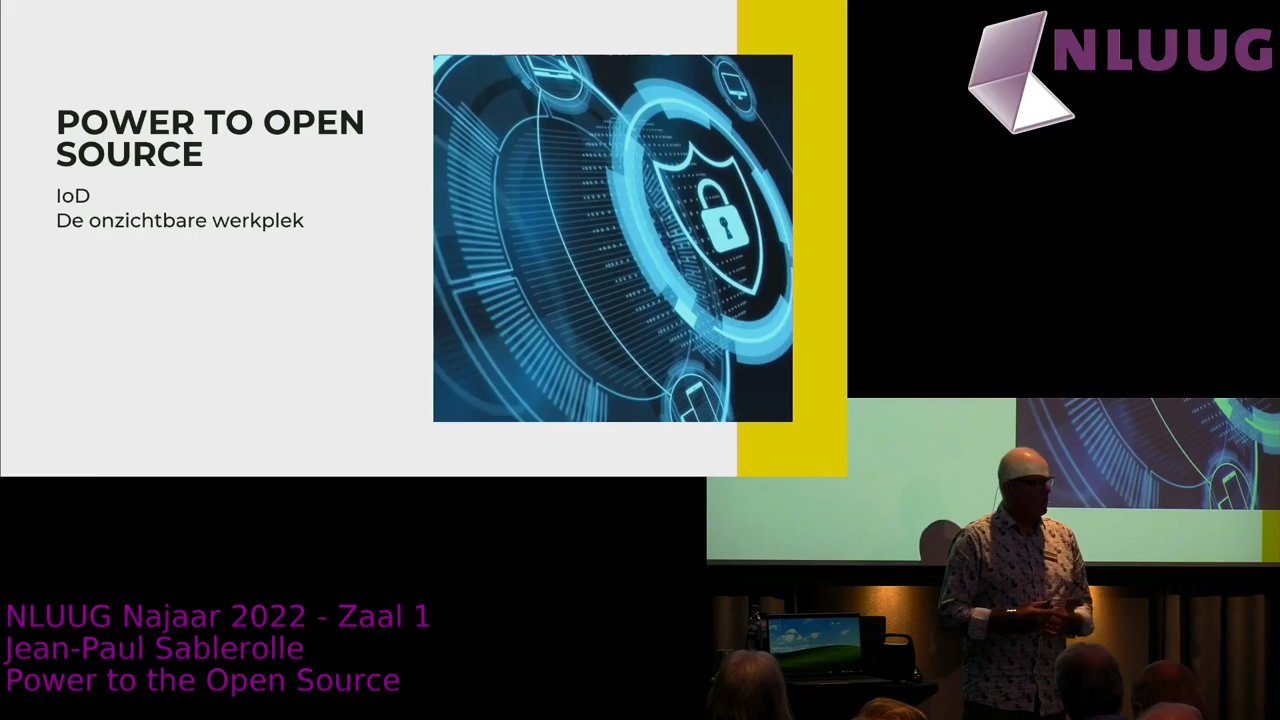 POWER TO OPEN
SOURCE
IoD
De onzichtbare werkplek
NLUUG
NLUUG Najaar 2022 - Zaal 1
Jean-Paul Sablerolle
Power to the Open Source